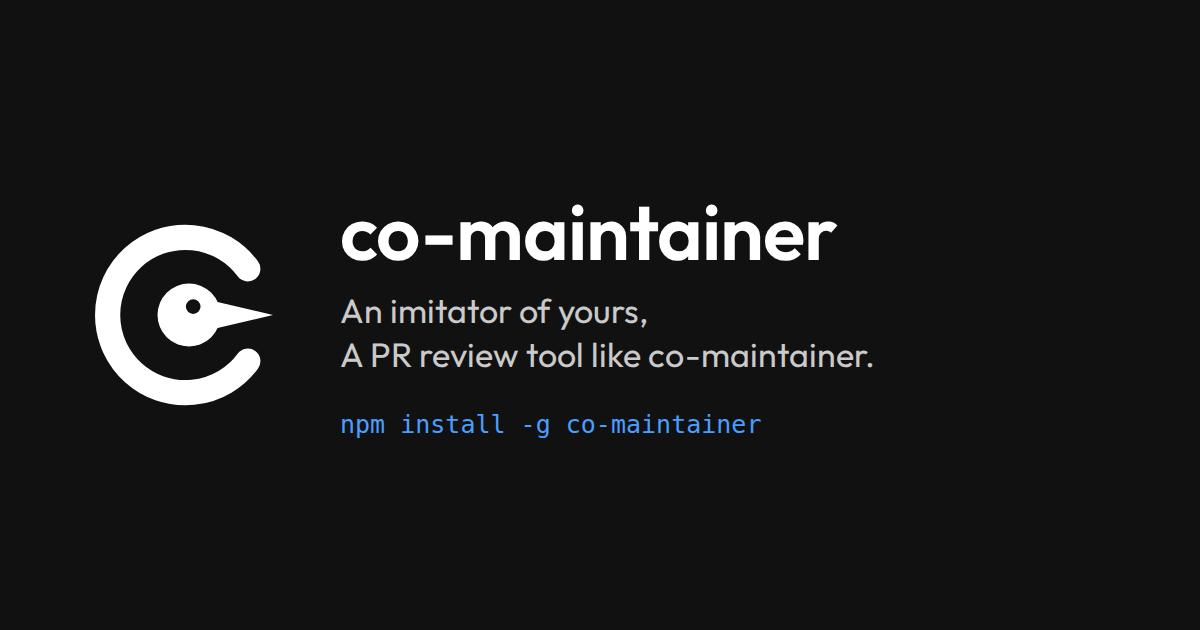 co-maintainer
An imitator of yours,
A PR review tool like co-maintainer.
npm install -g co-maintainer